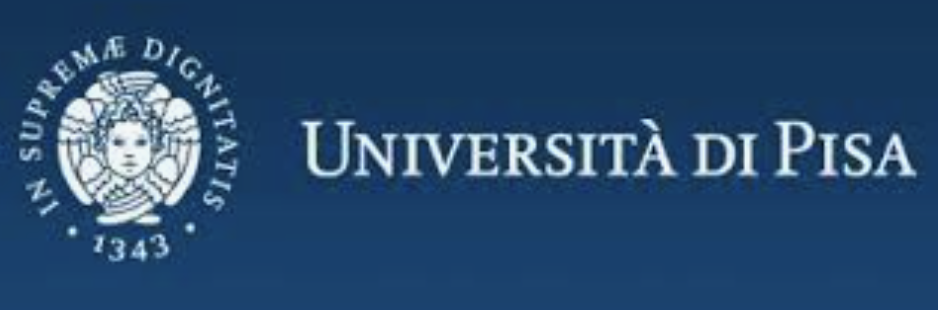 IN SUPREMÆ DIGNITATIS
· 1343 ·
UNIVERSITÀ DI PISA